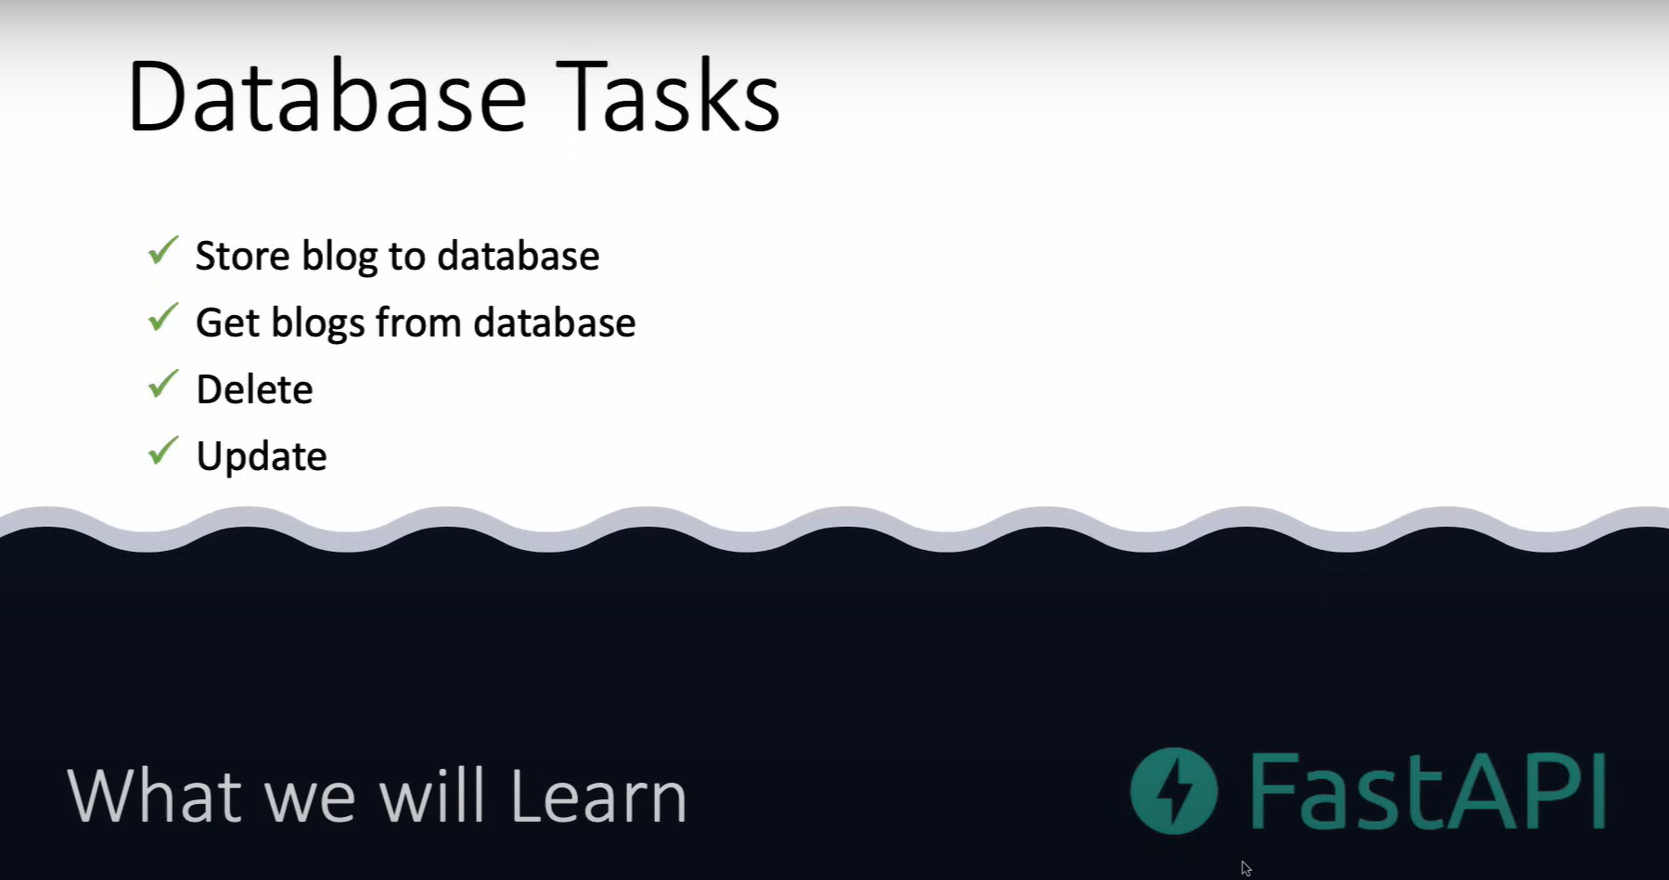 Database Tasks
Store blog to database
Get blogs from database
Delete
Update
What we will Learn
FastAPI